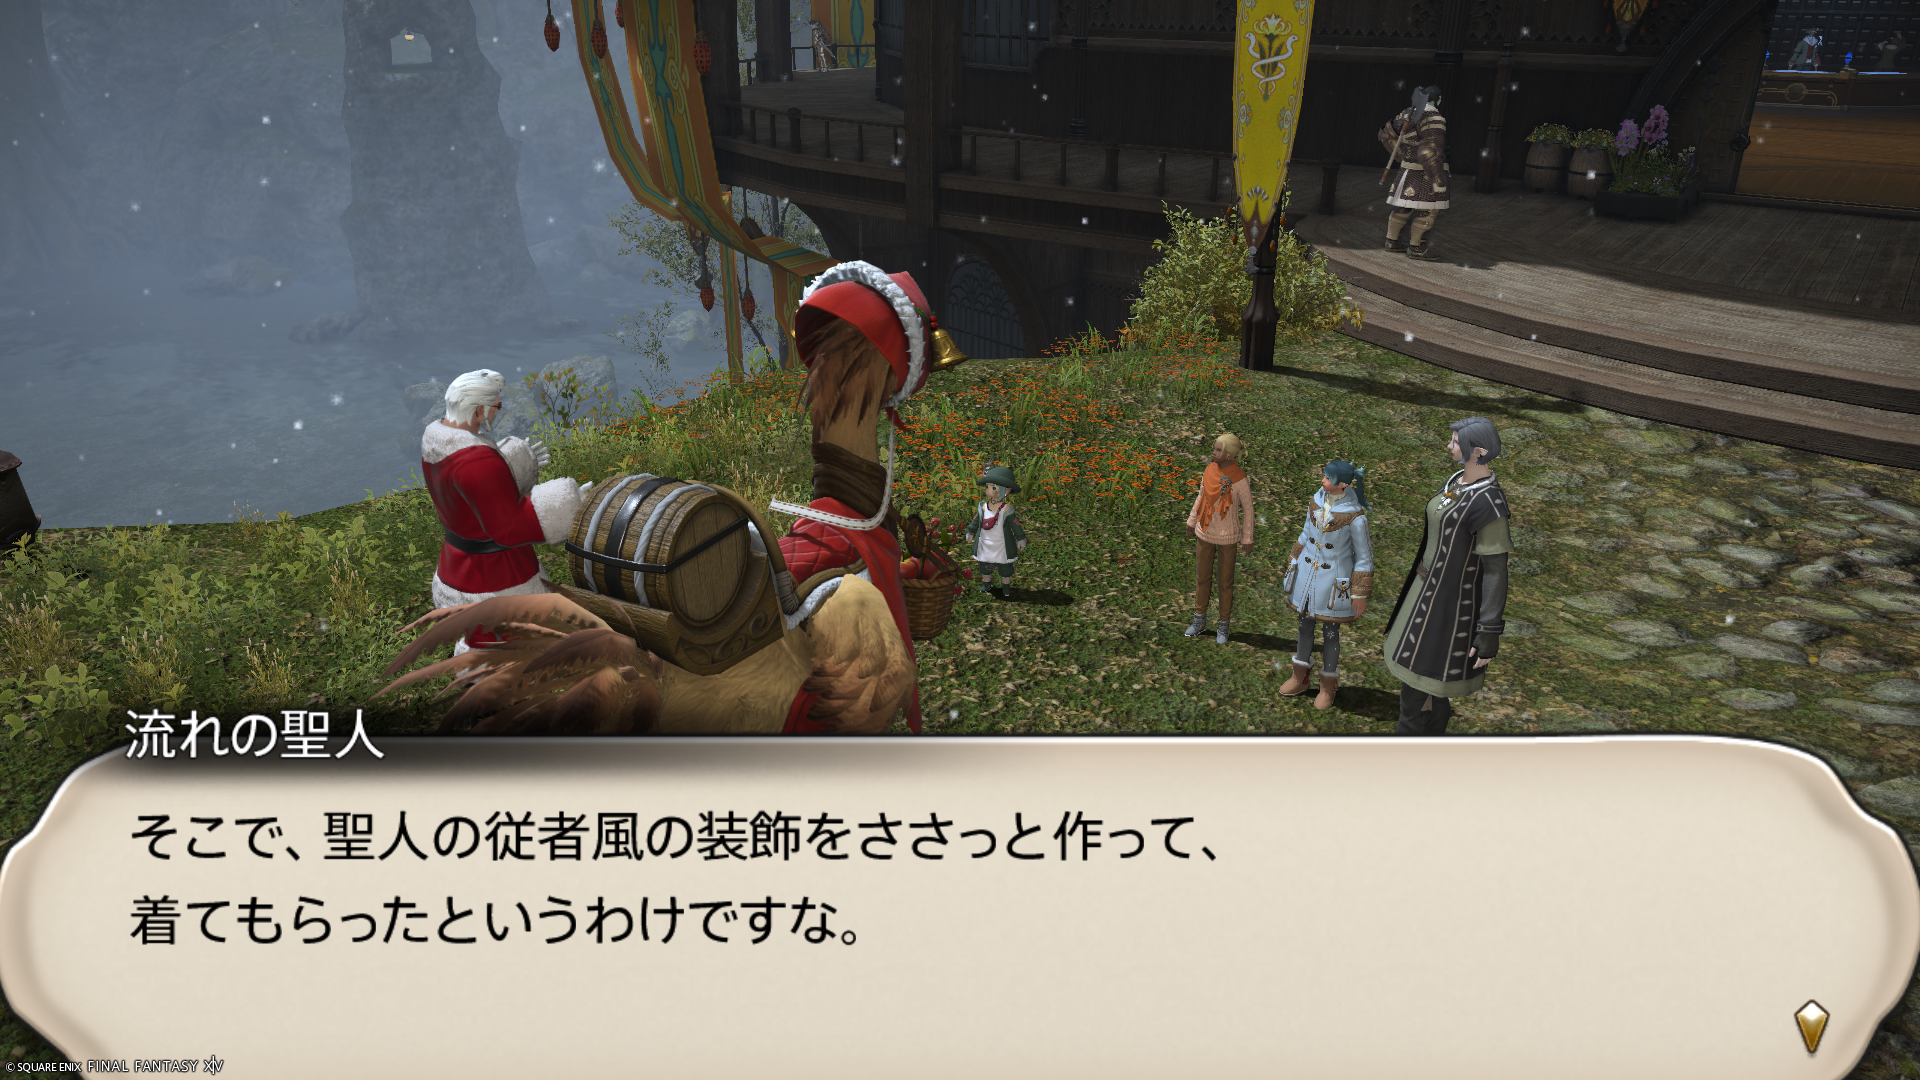 流れの聖人
そこで、聖人の従者風の装飾をささっと作って、
着てもらったというわけですな。
© SQUARE ENIX FINAL FANTASY XIV